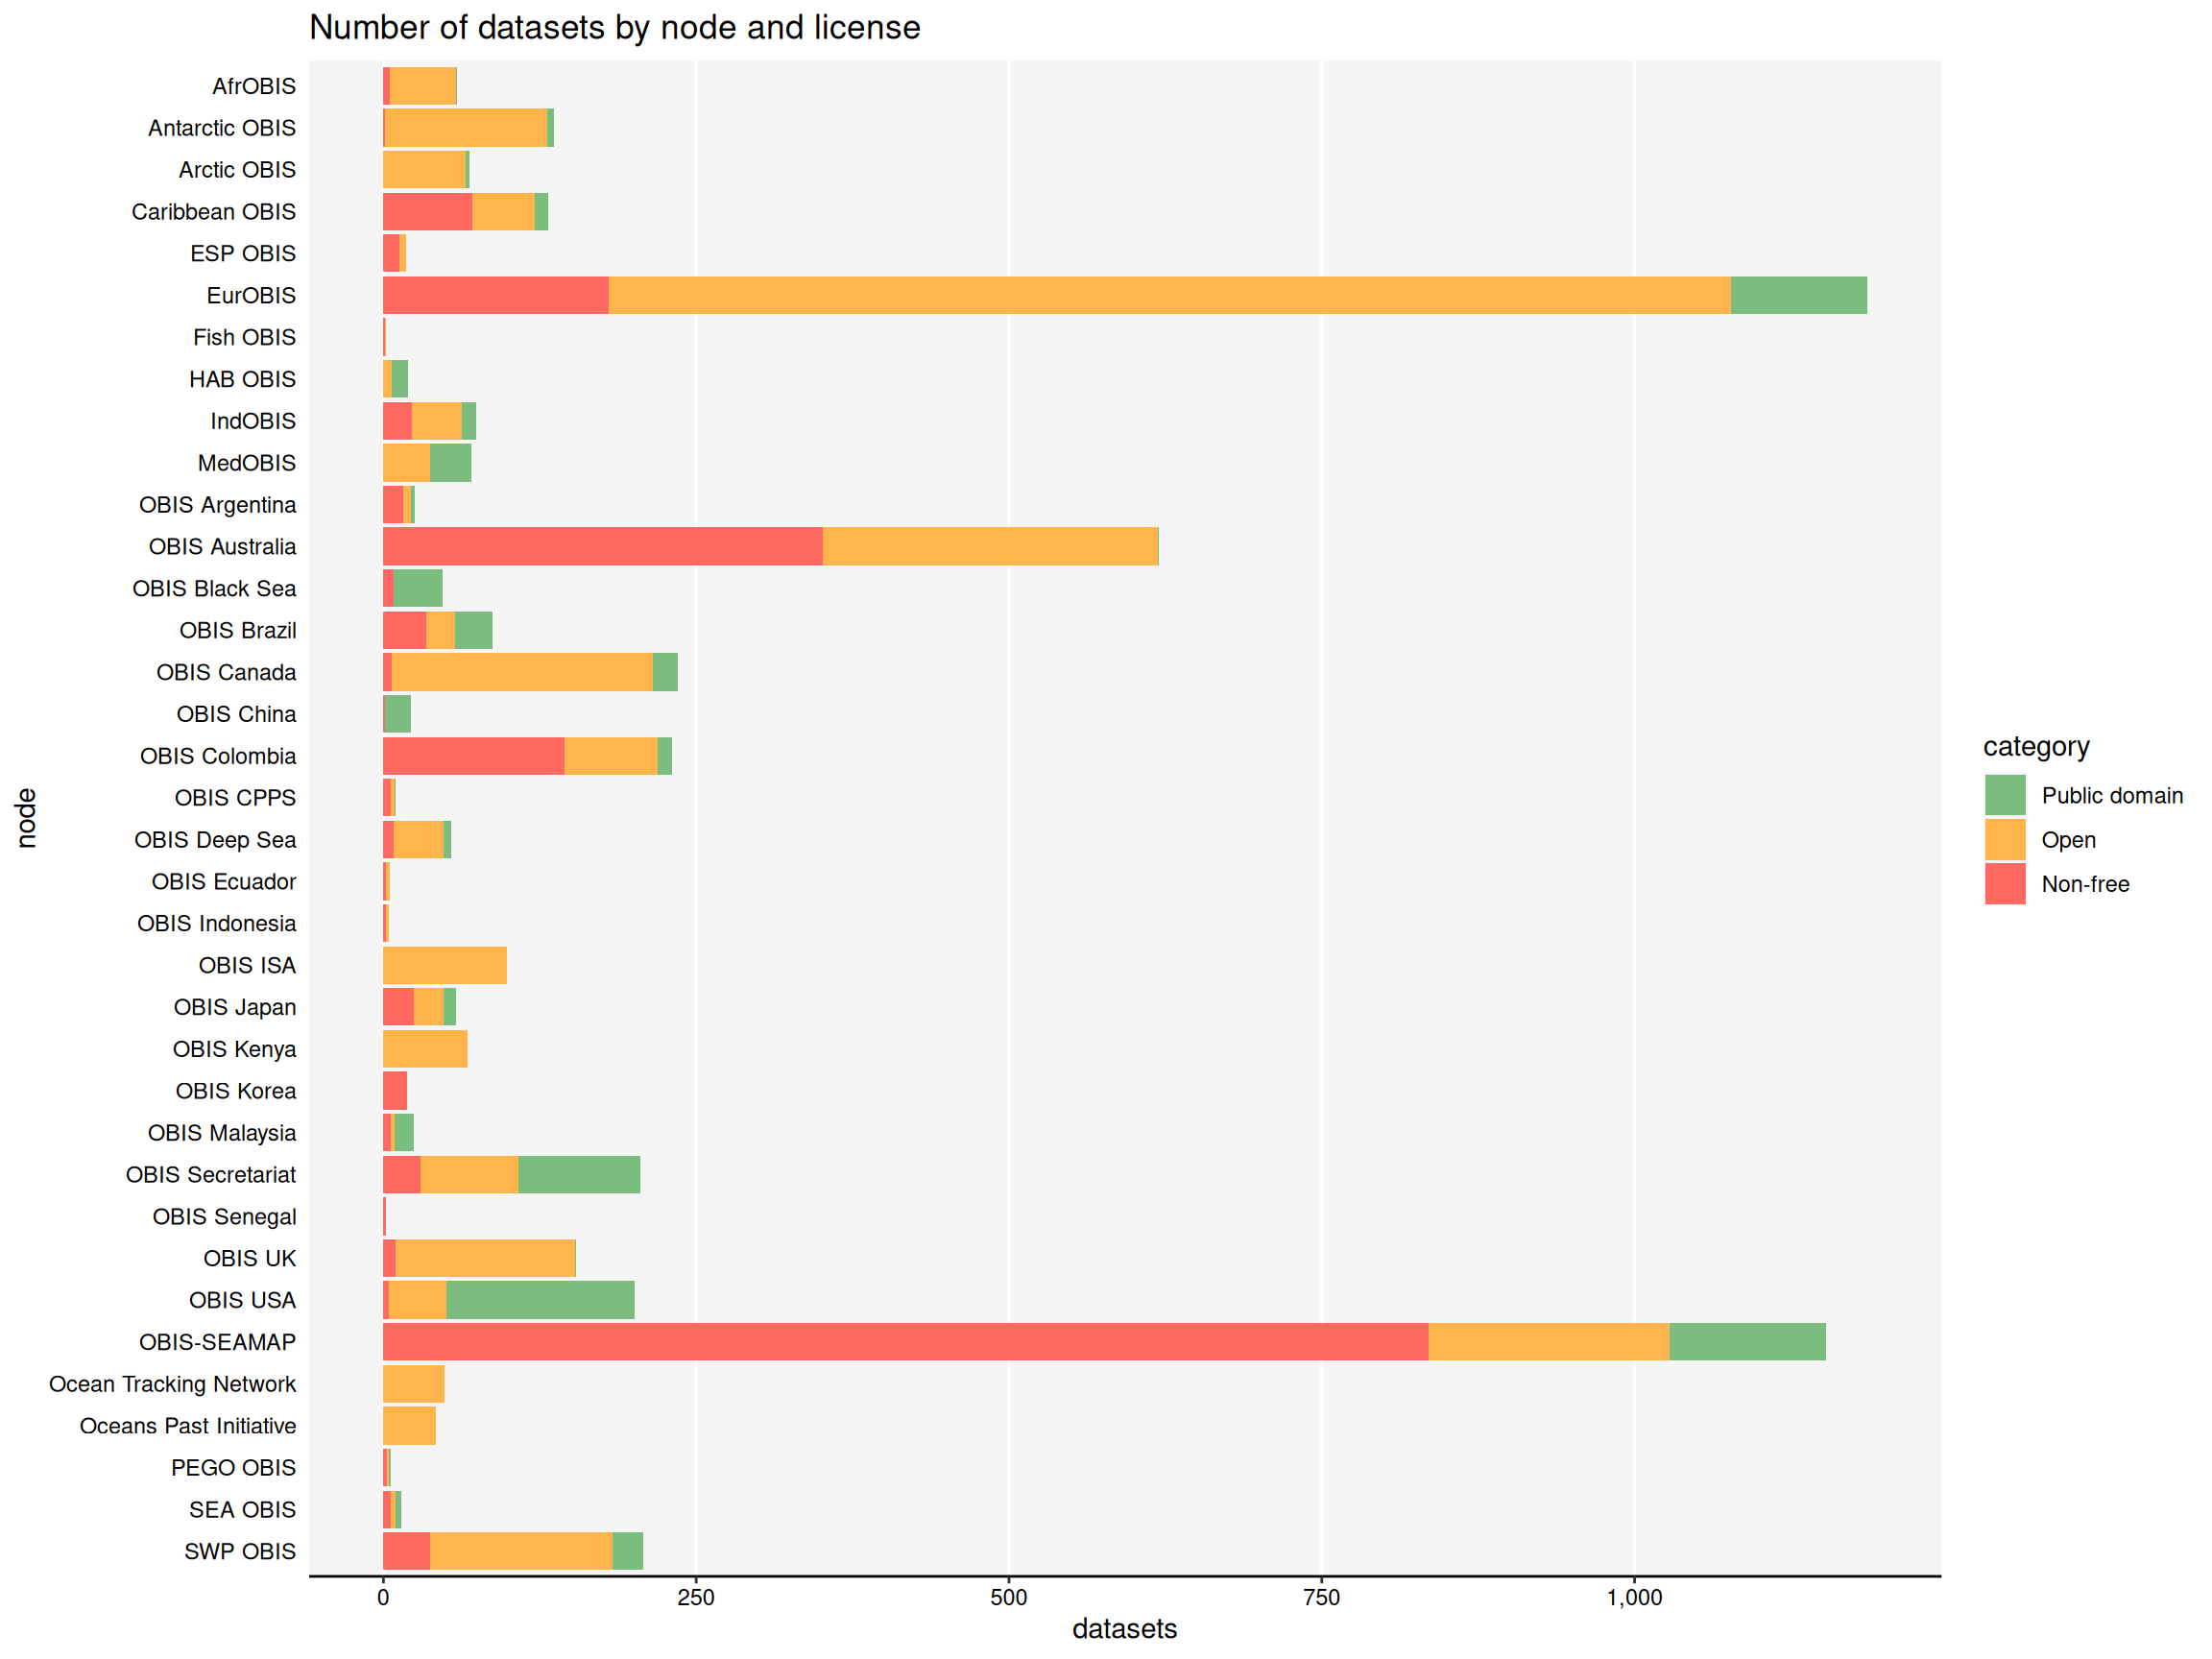 Number of datasets by node and license
AfrOBIS
Antarctic OBIS
Arctic OBIS
Caribbean OBIS
ESP OBIS
EurOBIS
Fish OBIS
HAB OBIS
IndOBIS
MedOBIS
OBIS Argentina
OBIS Australia
OBIS Black Sea
OBIS Brazil
OBIS Canada
OBIS China
OBIS Colombia
OBIS CPPS
OBIS Deep Sea
OBIS Ecuador
OBIS Indonesia
OBIS ISA
OBIS Japan
OBIS Kenya
OBIS Korea
OBIS Malaysia
OBIS Secretariat
OBIS Senegal
OBIS UK
OBIS USA
OBIS-SEAMAP
Ocean Tracking Network
Oceans Past Initiative
PEGO OBIS
SEA OBIS
SWP OBIS
node
0 250 500 750 1,000
datasets
category
Public domain
Open
Non-free